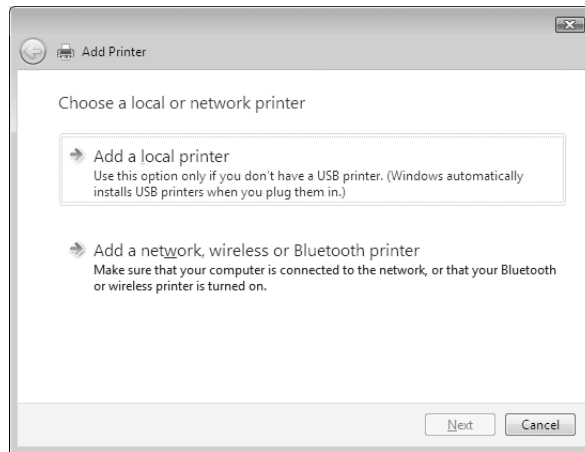 Add Printer
Choose a local or network printer
Add a local printer
Use this option only if you don't have a USB printer. (Windows automatically
installs USB printers when you plug them in.)
Add a network, wireless or Bluetooth printer
Make sure that your computer is connected to the network, or that your Bluetooth
or wireless printer is turned on.
Next
Cancel